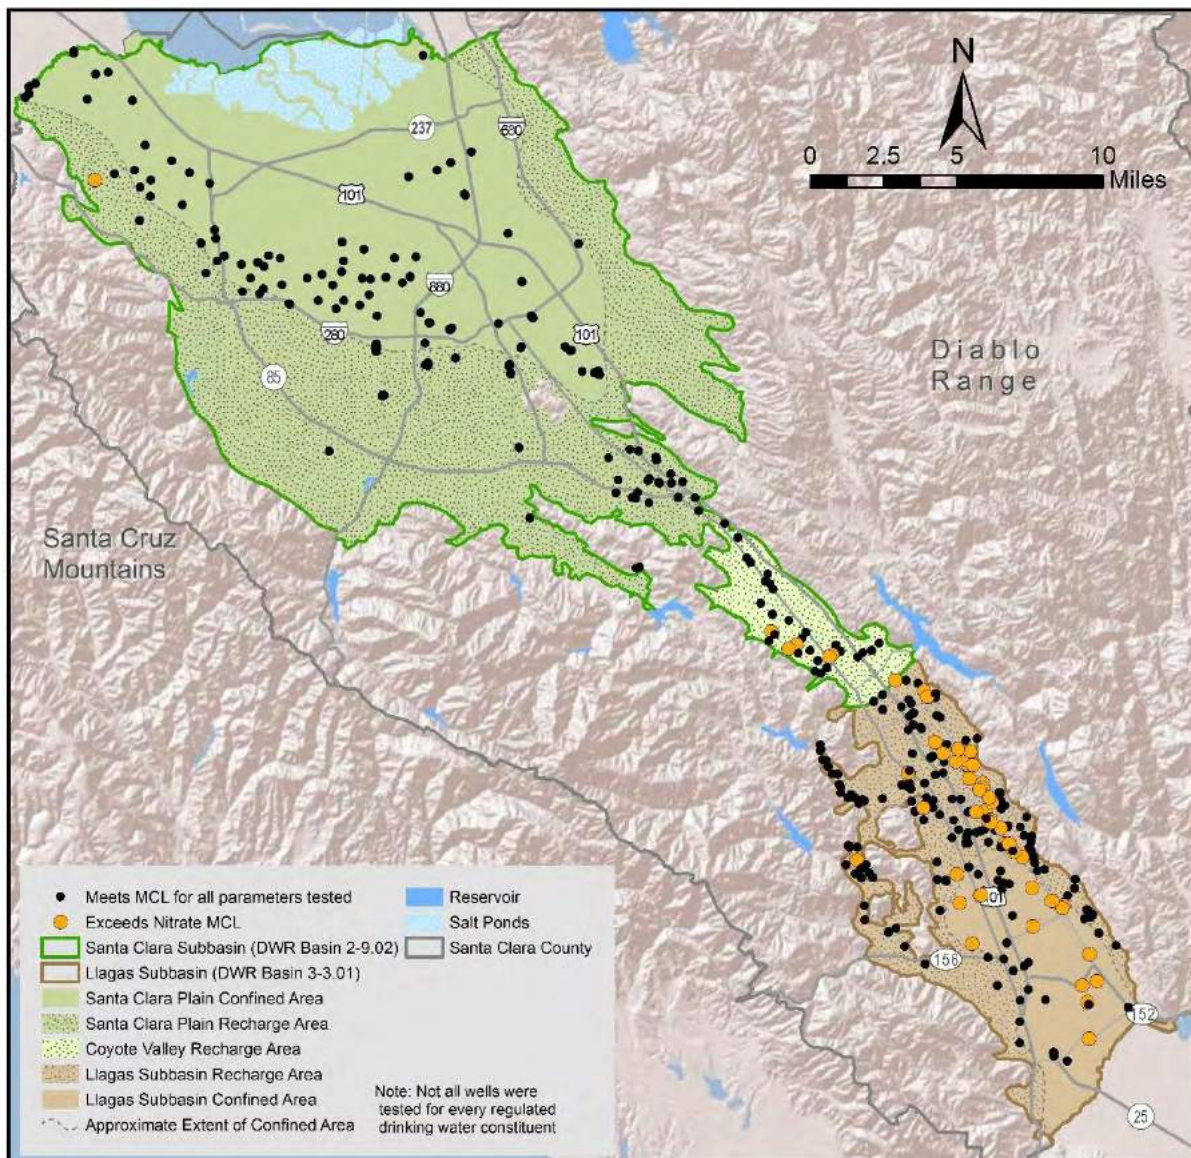 N
0 2.5 5 10
Miles
237
680
101
880
280
101
85
Diablo
Range
Santa Cruz
Mountains
101
156
152
25
Meets MCL for all parameters tested
Exceeds Nitrate MCL
Santa Clara Subbasin (DWR Basin 2-9.02)
Llagas Subbasin (DWR Basin 3-3.01)
Santa Clara Plain Confined Area
Santa Clara Plain Recharge Area
Coyote Valley Recharge Area
Llagas Subbasin Recharge Area
Llagas Subbasin Confined Area
Approximate Extent of Confined Area
Reservoir
Salt Ponds
Santa Clara County
Note: Not all wells were
tested for every regulated
drinking water constituent